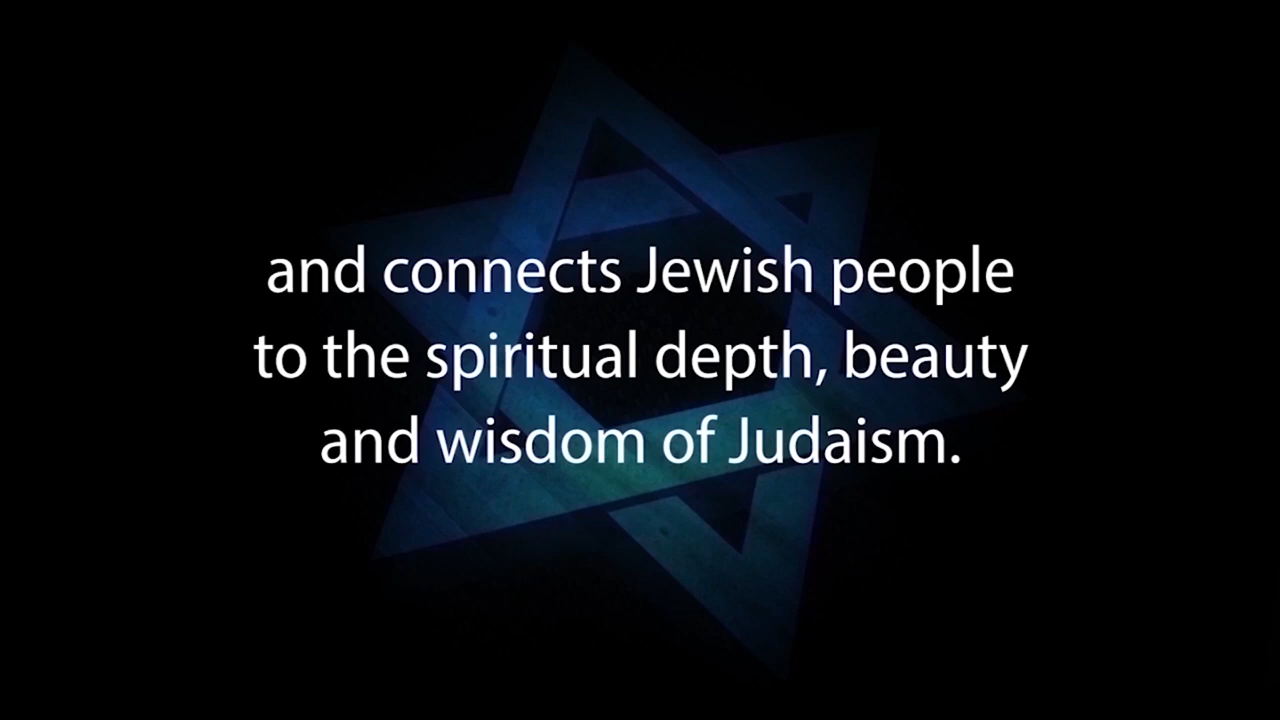 and connects Jewish people
to the spiritual depth, beauty
and wisdom of Judaism.